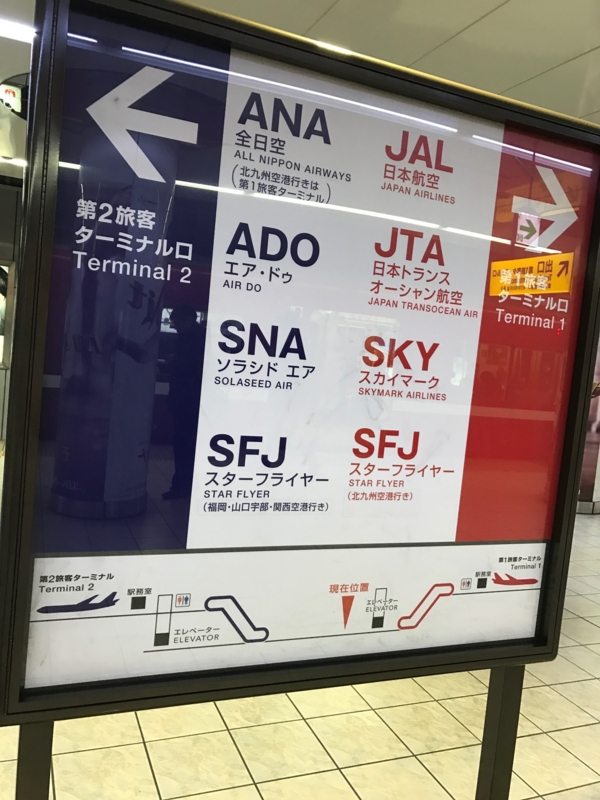 第2旅客
ターミナル口
Terminal 2
ANA
全日空
ALL NIPPON AIRWAYS
(北九州空港行きは
第1旅客ターミナル)
ADO
エア・ドゥ
AIR DO
SNA
ソラシド エア
SOLASEED AIR
SFJ
スターフライヤー
STAR FLYER
(福岡・山口宇部・関西空港行き)
JAL
日本航空
JAPAN AIRLINES
JTA
日本トランス
オーシャン航空
JAPAN TRANSOCEAN AIR
SKY
スカイマーク
SKYMARK AIRLINES
SFJ
スターフライヤー
STAR FLYER
(北九州空港行き)
第1旅客
ターミナル口
Terminal 1
第2旅客ターミナル
Terminal 2
駅務室
エレベーター
ELEVATOR
現在位置
エレベーター
ELEVATOR
駅務室
第1旅客ターミナル
Terminal 1